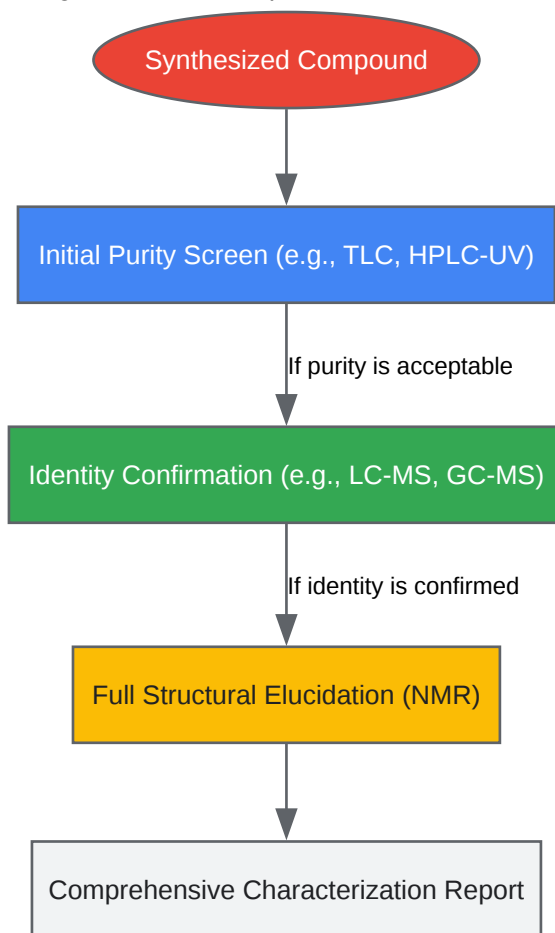 Synthesized Compound
Initial Purity Screen (e.g., TLC, HPLC-UV)
If purity is acceptable
Identity Confirmation (e.g., LC-MS, GC-MS)
If identity is confirmed
Full Structural Elucidation (NMR)
Comprehensive Characterization Report